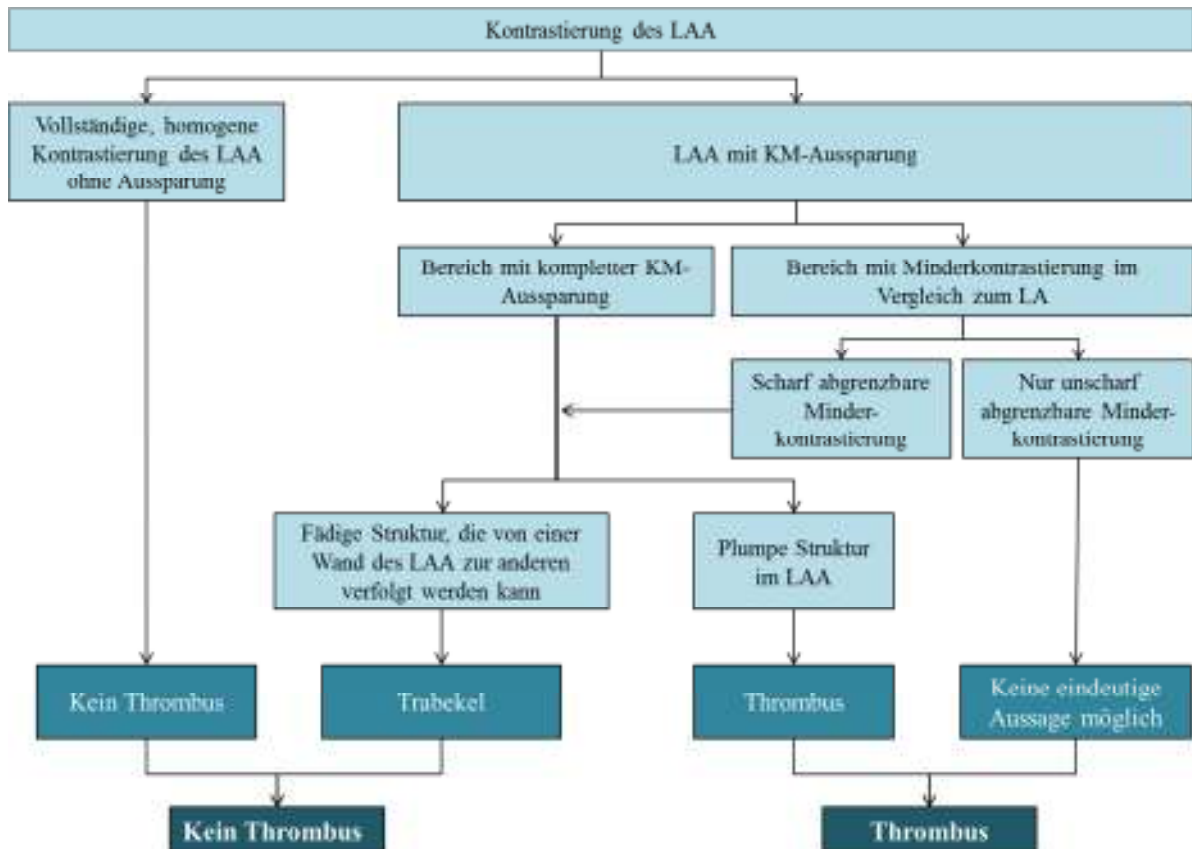 Kontrastierung des LAA
Vollständige, homogene
Kontrastierung des LAA
ohne Aussparung
LAA mit KM-Aussparung
Bereich mit kompletter KM-
Aussparung
Bereich mit Minderkontrastierung im
Vergleich zum LA
Scharf abgrenzbare
Minder-
kontrastierung
Nur unscharf
abgrenzbare Minder-
kontrastierung
Fädige Struktur, die von einer
Wand des LAA zur anderen
verfolgt werden kann
Plumpe Struktur
im LAA
Kein Thrombus
Trabekel
Thrombus
Keine eindeutige
Aussage möglich
Kein Thrombus
Thrombus